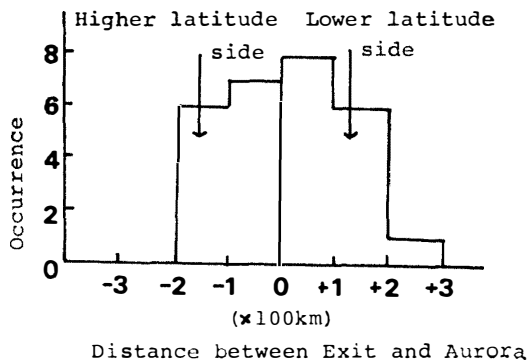 Higher latitude side
Lower latitude side
8
6
4
2
0
Occurrence
-3 -2 -1 0 +1 +2 +3
(×100km)
Distance between Exit and Aurora